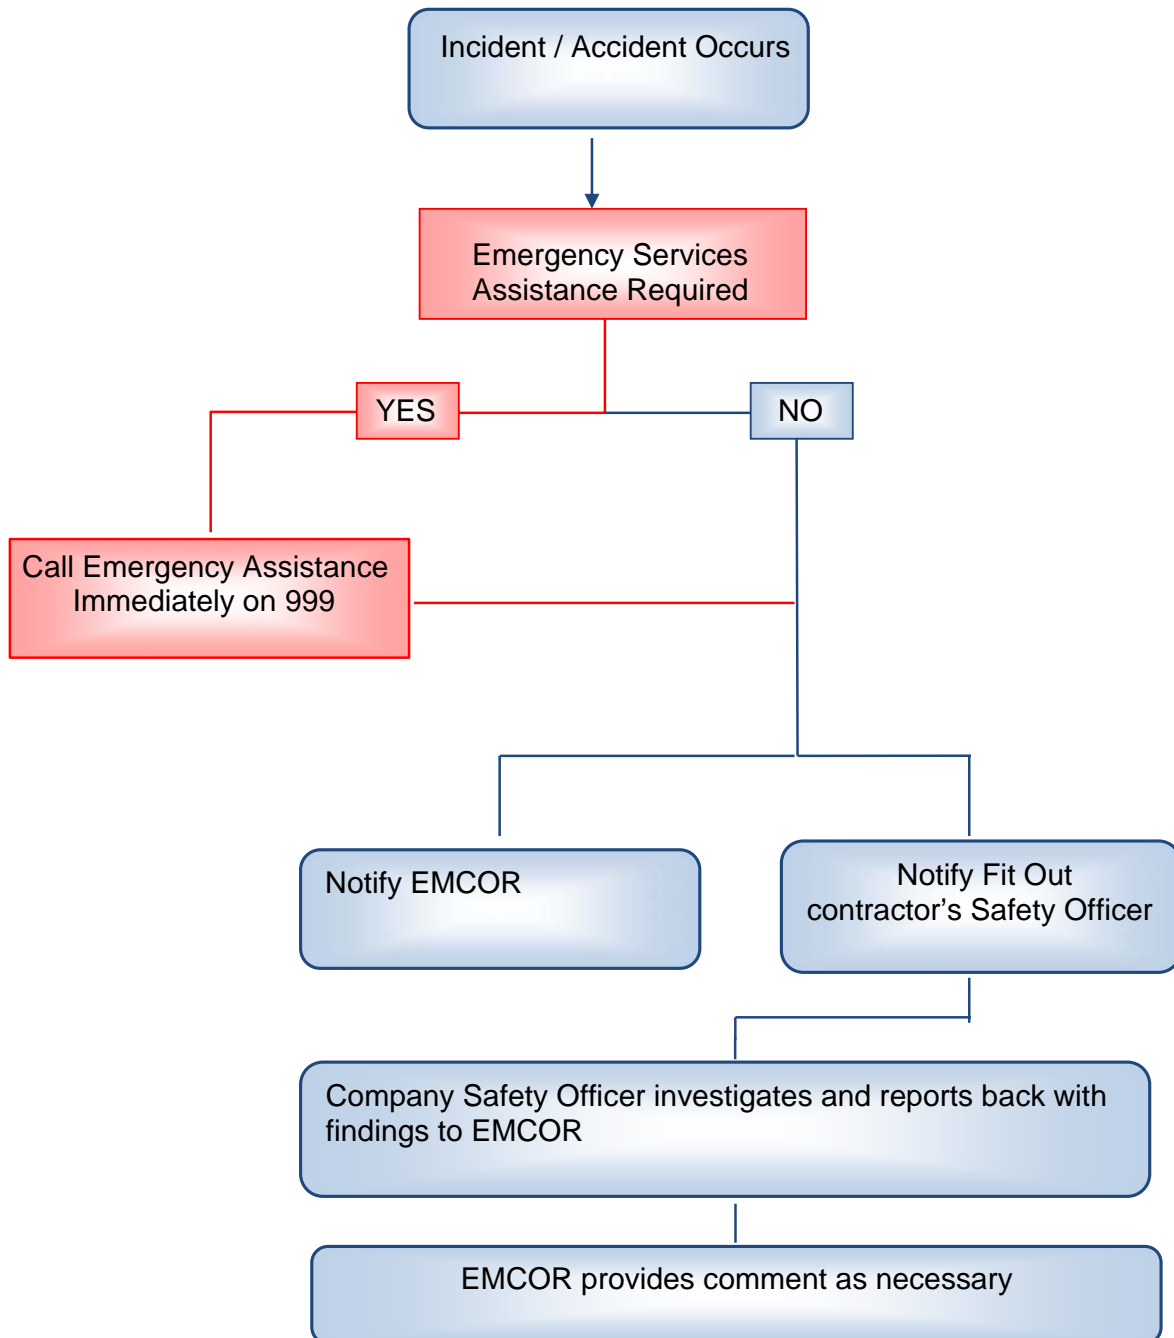 Incident / Accident Occurs
Emergency Services
Assistance Required
YES
NO
Call Emergency Assistance
Immediately on 999
Notify EMCOR
Notify Fit Out
contractor’s Safety Officer
Company Safety Officer investigates and reports back with
findings to EMCOR
EMCOR provides comment as necessary